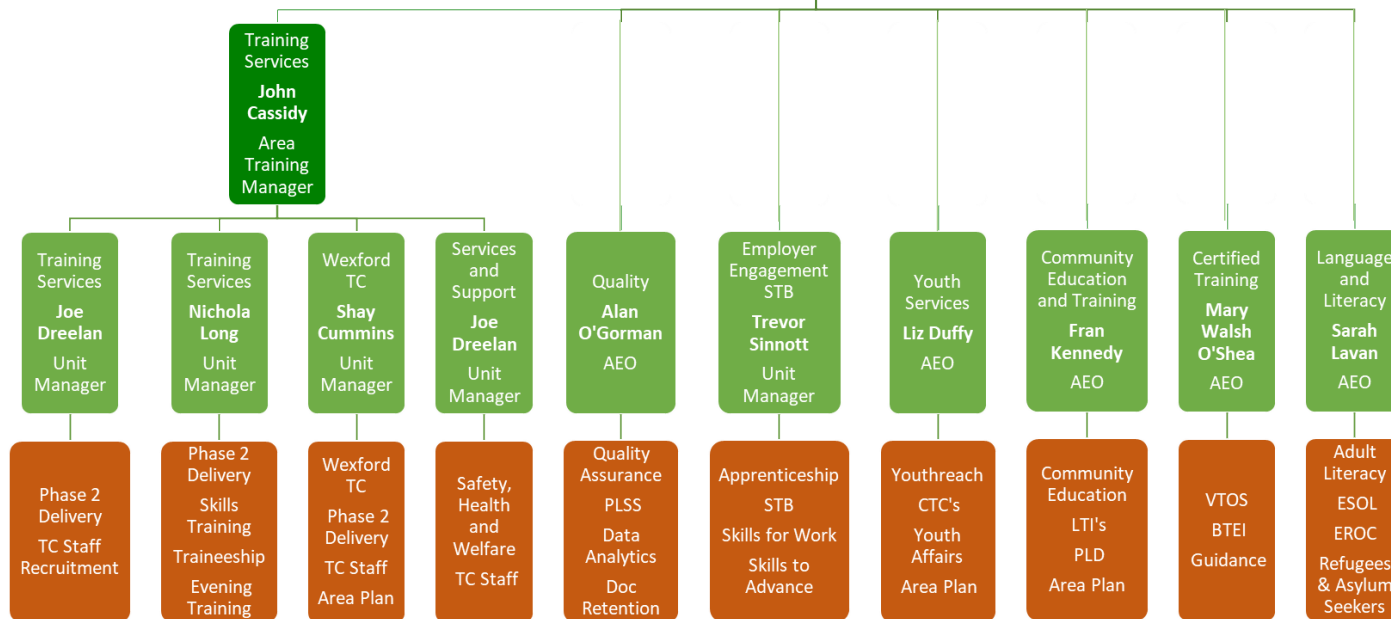 Training
Services
John
Cassidy
Area
Training
Manager
Training
Services
Joe
Dreelan
Unit
Manager
Training
Services
Nichola
Long
Unit
Manager
Wexford
TC
Shay
Cummins
Unit
Manager
Services
and
Support
Joe
Dreelan
Unit
Manager
Quality
Alan
O'Gorman
AEO
Employer
Engagement
STB
Trevor
Sinnott
Unit
Manager
Youth
Services
Liz Duffy
AEO
Community
Education
and Training
Fran
Kennedy
AEO
Certified
Training
Mary
Walsh
O'Shea
AEO
Language
and
Literacy
Sarah
Lavan
AEO
Phase 2
Delivery
TC Staff
Recruitment
Phase 2
Delivery
Skills
Training
Traineeship
Evening
Training
Wexford
TC
Phase 2
Delivery
TC Staff
Area Plan
Safety,
Health
and
Welfare
TC Staff
Quality
Assurance
PLSS
Data
Analytics
Doc
Retention
Apprenticeship
STB
Skills for Work
Skills to
Advance
Youthreach
CTC's
Youth
Affairs
Area Plan
Community
Education
LTI's
PLD
Area Plan
VTOS
BTEI
Guidance
Adult
Literacy
ESOL
EROC
Refugees
& Asylum
Seekers